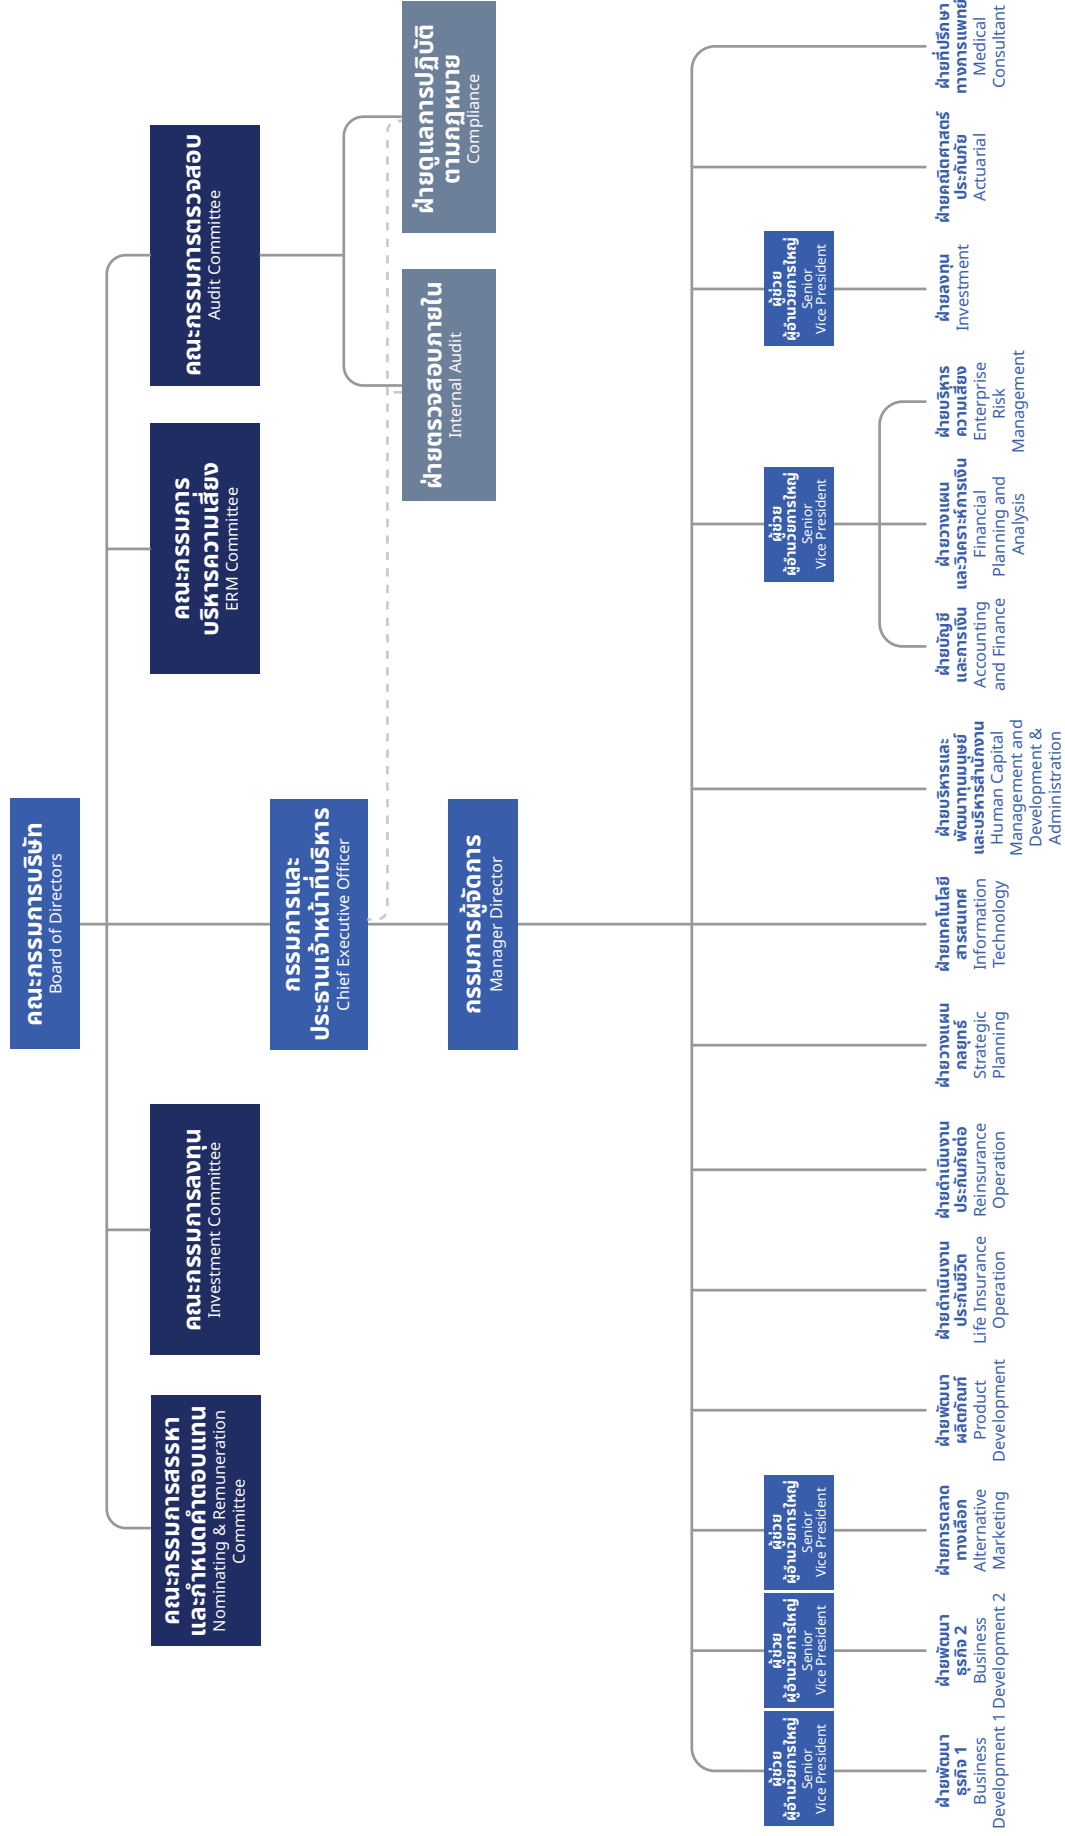 คณะกรรมการบริษัท
Board of Directors
คณะกรรมการสรรหา
และกำหนดค่าตอบแทน
Nominating & Remuneration
Committee
คณะกรรมการลงทุน
Investment Committee
คณะกรรมการ
บริหารความเสี่ยง
ERM Committee
คณะกรรมการตรวจสอบ
Audit Committee
กรรมการและ
ประธานเจ้าหน้าที่บริหาร
Chief Executive Officer
ฝ่ายตรวจสอบภายใน
Internal Audit
ฝ่ายดูแลการปฏิบัติ
ตามกฎหมาย
Compliance
กรรมการผู้จัดการ
Manager Director
ผู้ช่วย
ผู้อำนวยการใหญ่
Senior
Vice President
ผู้ช่วย
ผู้อำนวยการใหญ่
Senior
Vice President
ผู้ช่วย
ผู้อำนวยการใหญ่
Senior
Vice President
ผู้ช่วย
ผู้อำนวยการใหญ่
Senior
Vice President
ผู้ช่วย
ผู้อำนวยการใหญ่
Senior
Vice President
ฝ่ายพัฒนา
ธุรกิจ 1
Business
Development 1
ฝ่ายพัฒนา
ธุรกิจ 2
Business
Development 2
ฝ่ายการตลาด
ทางเลือก
Alternative
Marketing
ฝ่ายพัฒนา
ผลิตภัณฑ์
Product
Development
ฝ่ายดำเนินงาน
ประกันชีวิต
Life Insurance
Operation
ฝ่ายดำเนินงาน
ประกันภัยต่อ
Reinsurance
Operation
ฝ่ายวางแผน
กลยุทธ์
Strategic
Planning
ฝ่ายเทคโนโลยี
สารสนเทศ
Information
Technology
ฝ่ายบริหารและ
พัฒนาทุนมนุษย์
และบริหารสำนักงาน
Human Capital
Management and
Development &
Administration
ฝ่ายบัญชี
และการเงิน
Accounting
and Finance
ฝ่ายวางแผน
และวิเคราะห์การเงิน
Financial
Planning and
Analysis
ฝ่ายบริหาร
ความเสี่ยง
Enterprise
Risk
Management
ฝ่ายลงทุน
Investment
ฝ่ายคณิตศาสตร์
ประกันภัย
Actuarial
ฝ่ายที่ปรึกษา
ทางการแพทย์
Medical
Consultant